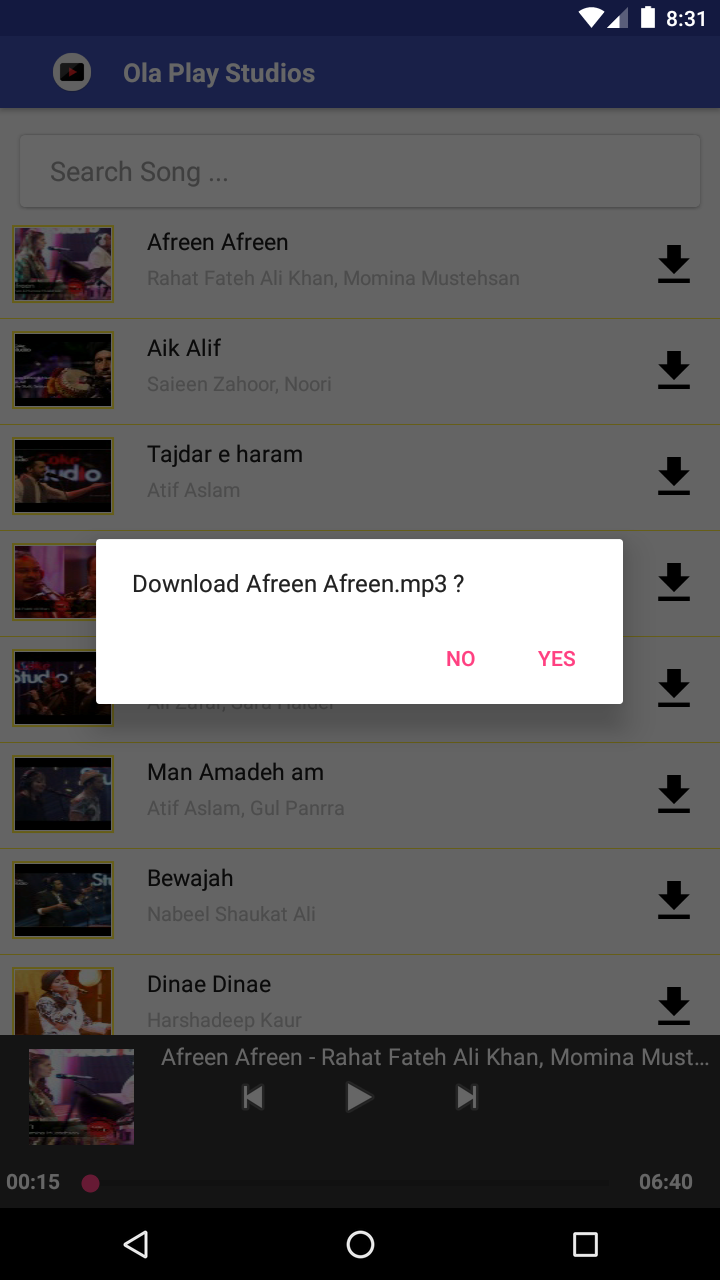 8:31
Ola Play Studios
Search Song ...
Afreen Afreen
Rahat Fateh Ali Khan, Momina Mustehsan
Aik Alif
Saieen Zahoor, Noori
Tajdar e haram
Atif Aslam
Download Afreen Afreen.mp3 ?
NO YES
Ali Zafar, Sara Haider
Man Amadeh am
Atif Aslam, Gul Panrra
Bewajah
Nabeel Shaukat Ali
Dinae Dinae
Harshadeep Kaur
Afreen Afreen - Rahat Fateh Ali Khan, Momina Must...
00:15 06:40